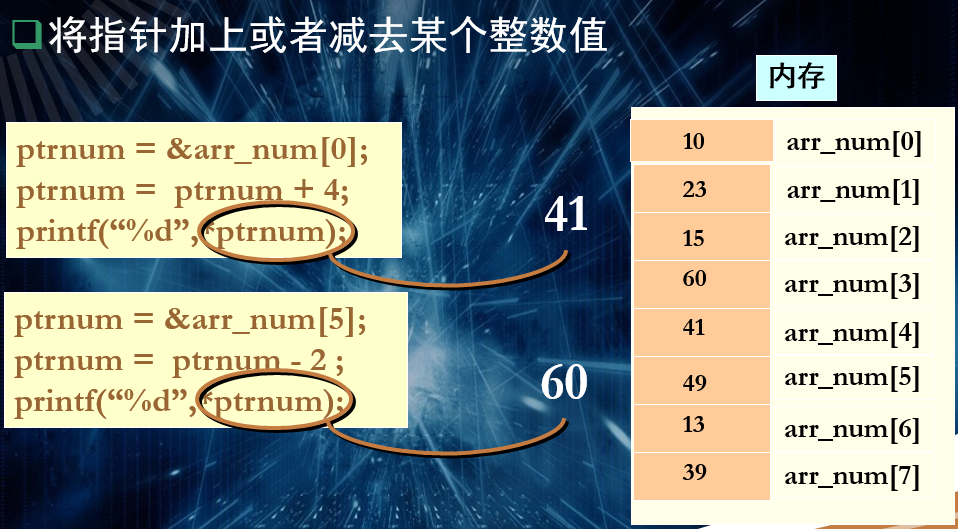 将指针加上或者减去某个整数值
内存
ptrnum = &arr_num[0];
ptrnum = ptrnum + 4;
printf(“%d”,*ptrnum);
41
ptrnum = &arr_num[5];
ptrnum = ptrnum - 2 ;
printf(“%d”,*ptrnum);
60
10 arr_num[0]
23 arr_num[1]
15 arr_num[2]
60 arr_num[3]
41 arr_num[4]
49 arr_num[5]
13 arr_num[6]
39 arr_num[7]